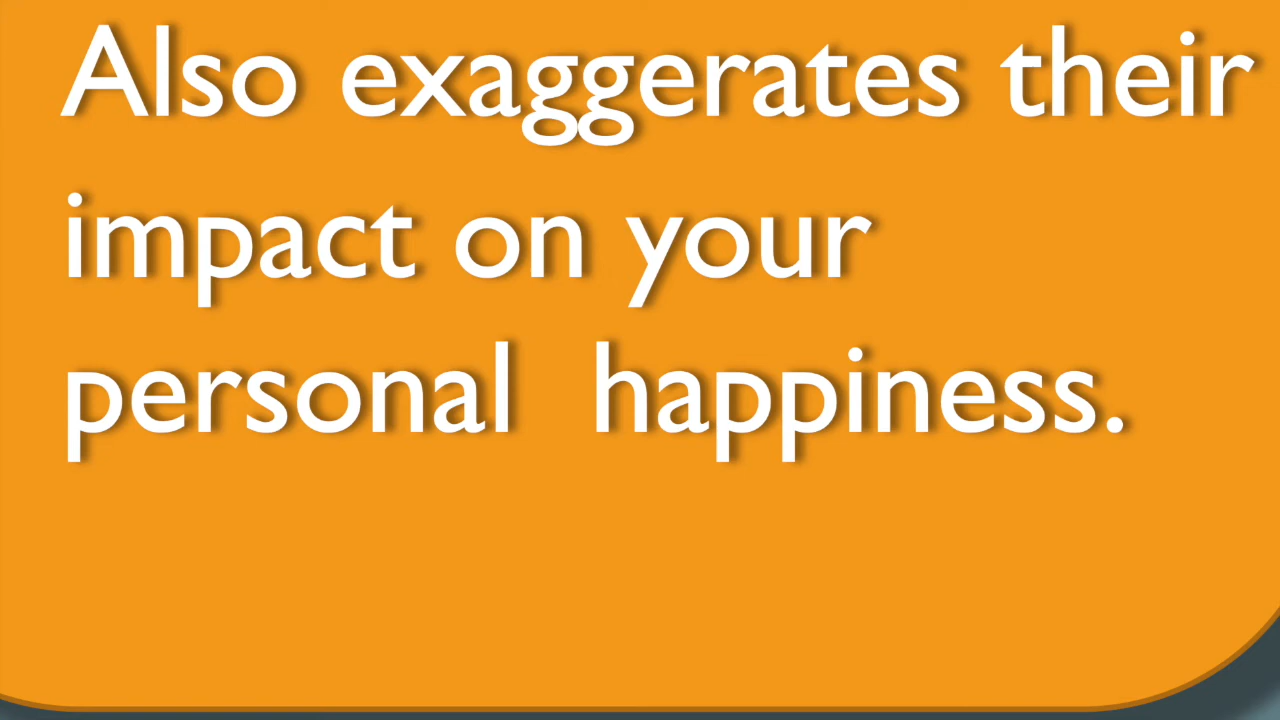 Also exaggerates their
impact on your
personal  happiness.